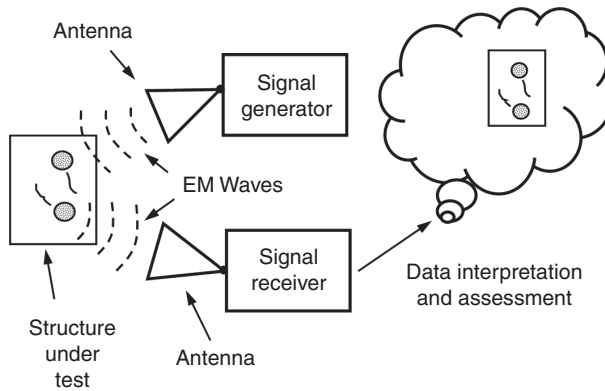 Antenna
Signal
generator
EM Waves
Signal
receiver
Data interpretation
and assessment
Structure
under
test
Antenna